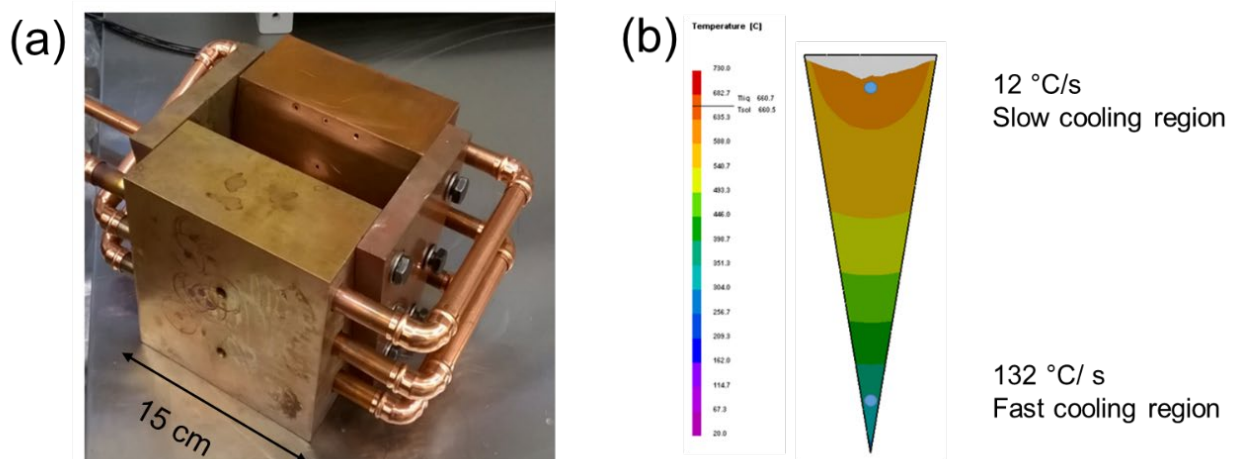 (a)
15 cm
(b)
Temperature [C]
730.0
682.7
Tliq 660.7
Tsol 660.5
635.3
588.0
540.7
493.3
446.0
398.7
351.3
304.0
256.7
209.3
162.0
114.7
67.3
20.0
12 °C/s
Slow cooling region
132 °C/ s
Fast cooling region